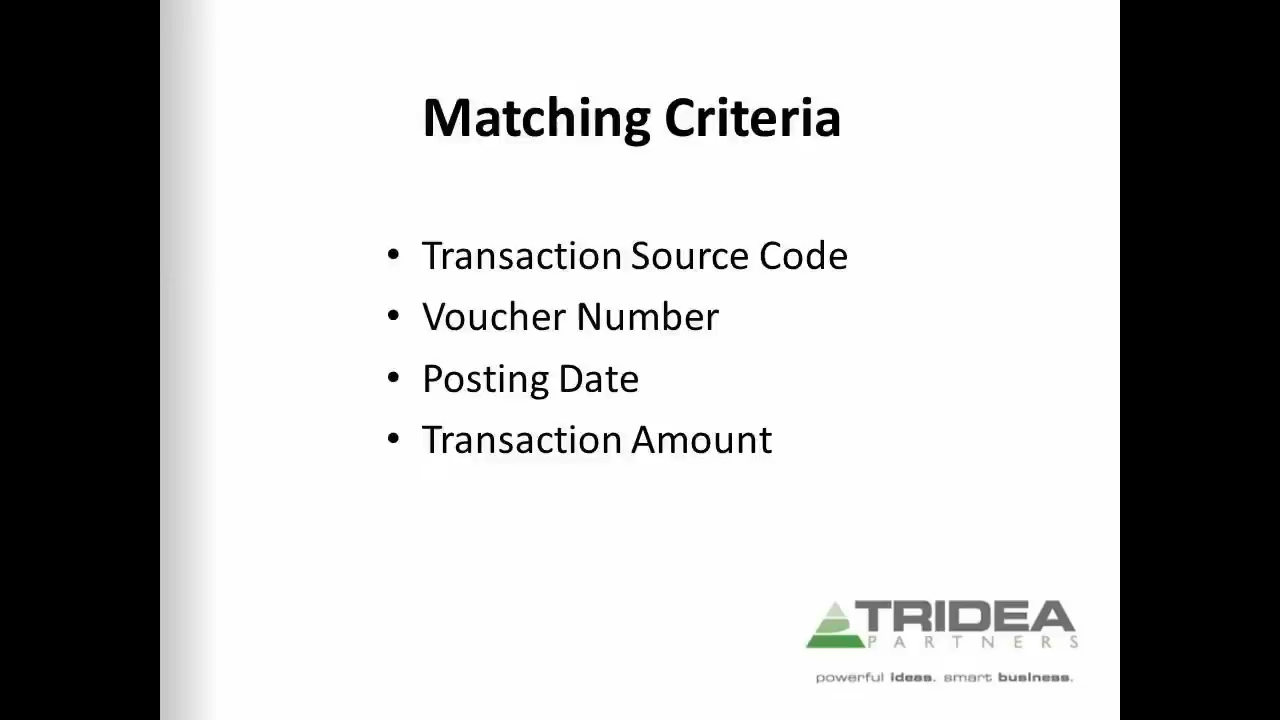 Matching Criteria
• Transaction Source Code
• Voucher Number
• Posting Date
• Transaction Amount
TRIDEA
PARTNERS
powerful ideas. smart business.